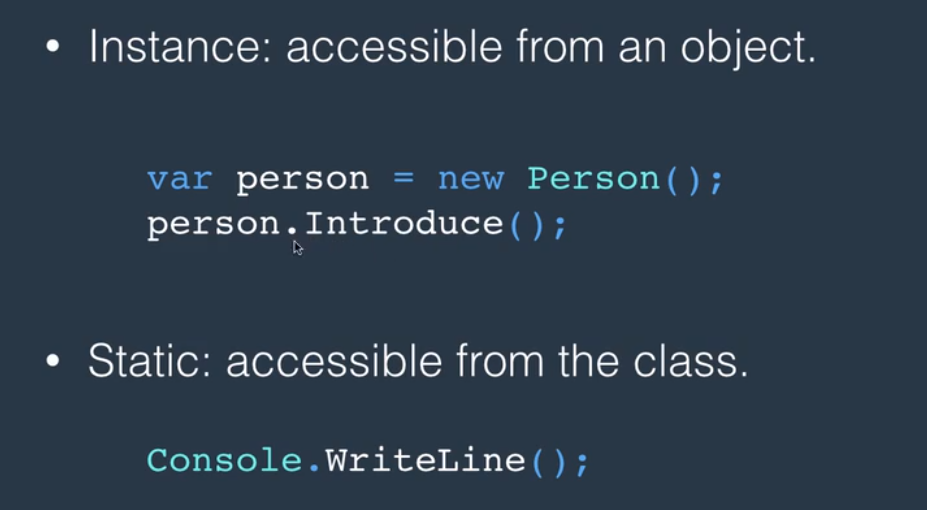 • Instance: accessible from an object.
var person = new Person();
person.Introduce();
• Static: accessible from the class.
Console.WriteLine();